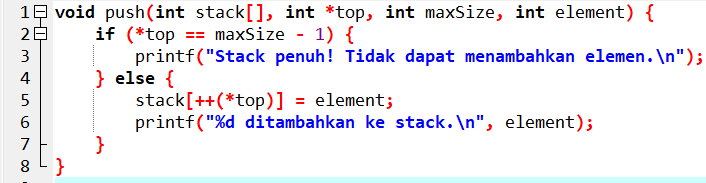 1 void push(int stack[], int *top, int maxSize, int element) {
2     if (*top == maxSize - 1) {
3         printf("Stack penuh! Tidak dapat menambahkan elemen.\n");
4     } else {
5         stack[++(*top)] = element;
6         printf("%d ditambahkan ke stack.\n", element);
7     }
8 }